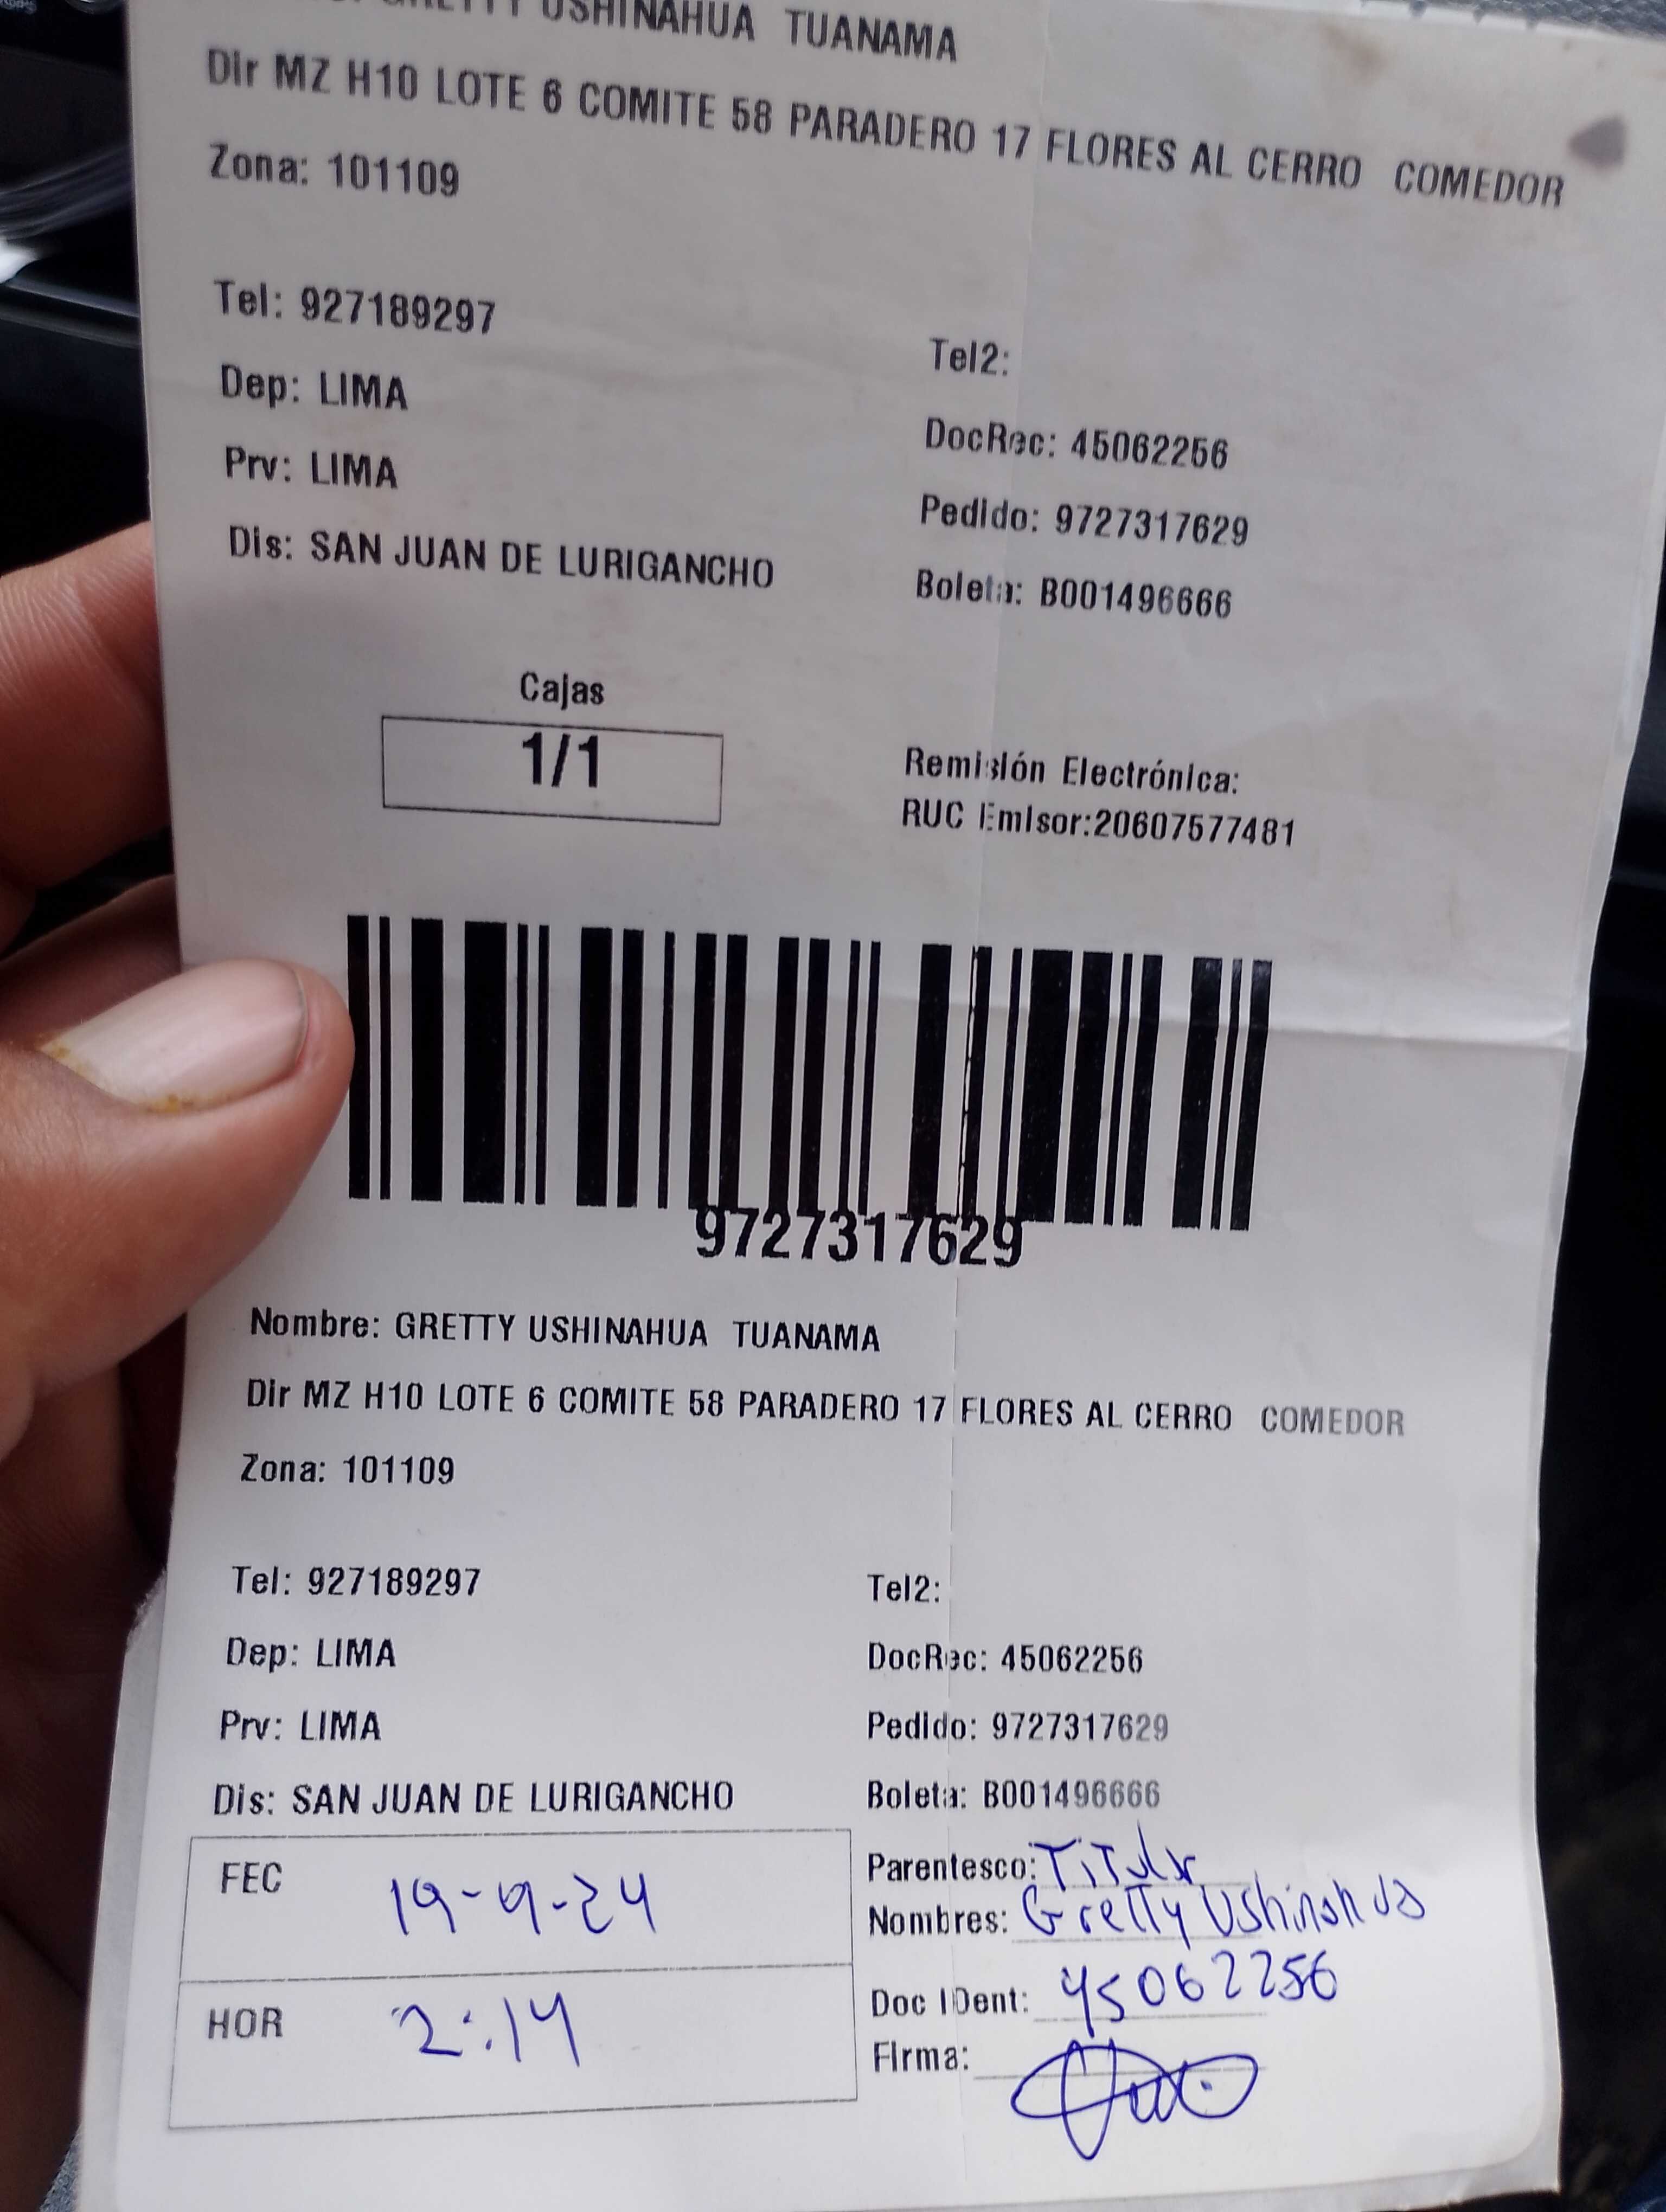 GRETTY USHINAHUA TUANAMA
Dir MZ H10 LOTE 6 COMITE 58 PARADERO 17 FLORES AL CERRO COMEDOR
Zona: 101109
Tel: 927189297
Tel2:
Dep: LIMA
DocRec: 45062256
Prv: LIMA
Pedido: 9727317629
Dis: SAN JUAN DE LURIGANCHO
Boleta: B001496666
Cajas
1/1
Remisión Electrónica:
RUC Emisor:20607577481
9727317629
Nombre: GRETTY USHINAHUA TUANAMA
Dir MZ H10 LOTE 6 COMITE 58 PARADERO 17 FLORES AL CERRO COMEDOR
Zona: 101109
Tel: 927189297
Tel2:
Dep: LIMA
DocRec: 45062256
Prv: LIMA
Pedido: 9727317629
Dis: SAN JUAN DE LURIGANCHO
Boleta: B001496666
FEC 19-9-24
Parentesco: Titular
Nombres: Gretty Ushinahua
HOR 2:14
Doc IDent: 45062256
Firma: